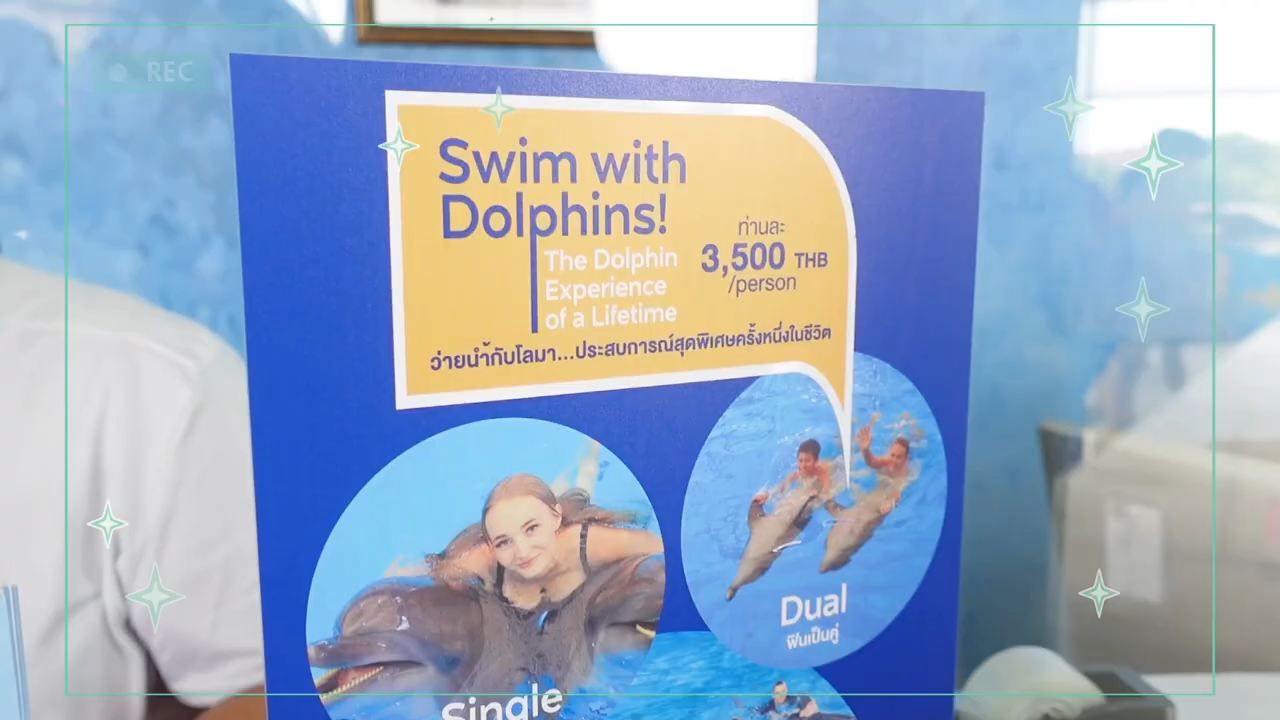 REC
Swim with
Dolphins!
The Dolphin
Experience
of a Lifetime
ท่านละ
3,500 THB
/person
ว่ายน้ำกับโลมา...ประสบการณ์สุดพิเศษครั้งหนึ่งในชีวิต
Dual
ฟินเป็นคู่
Single